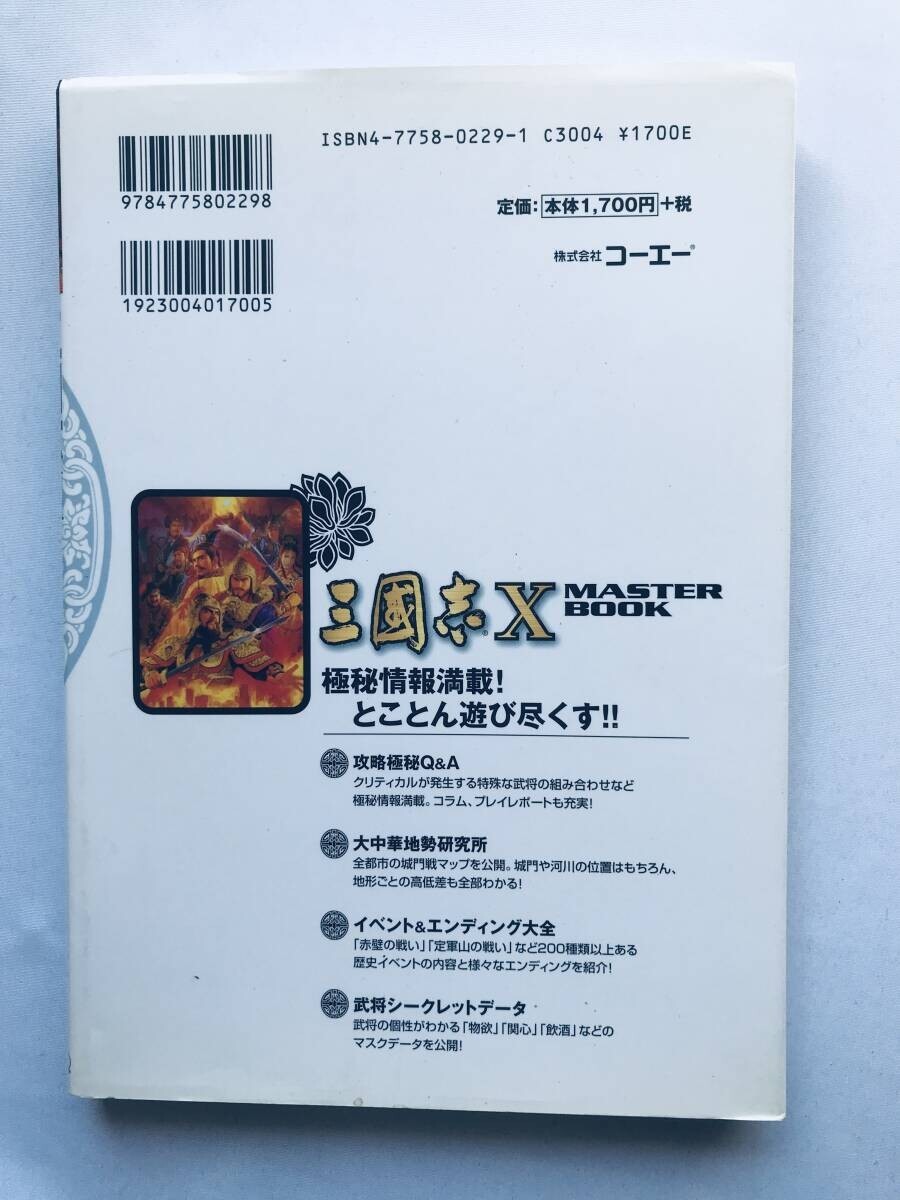 ISBN4-7758-0229-1 C3004 ¥1700E
9784775802298
定価：本体1,700円+税
株式会社コーエー®
1923004017005
三國志®X MASTER BOOK
極秘情報満載！
とことん遊び尽くす!!
攻略極秘Q&A
クリティカルが発生する特殊な武将の組み合わせなど
極秘情報満載。コラム、プレイレポートも充実！
大中華地勢研究所
全都市の城門戦マップを公開。城門や河川の位置はもちろん、
地形ごとの高低差も全部わかる！
イベント&エンディング大全
「赤壁の戦い」「定軍山の戦い」など200種類以上ある
歴史イベントの内容と様々なエンディングを紹介！
武将シークレットデータ
武将の個性がわかる「物欲」「関心」「飲酒」などの
マスクデータを公開！